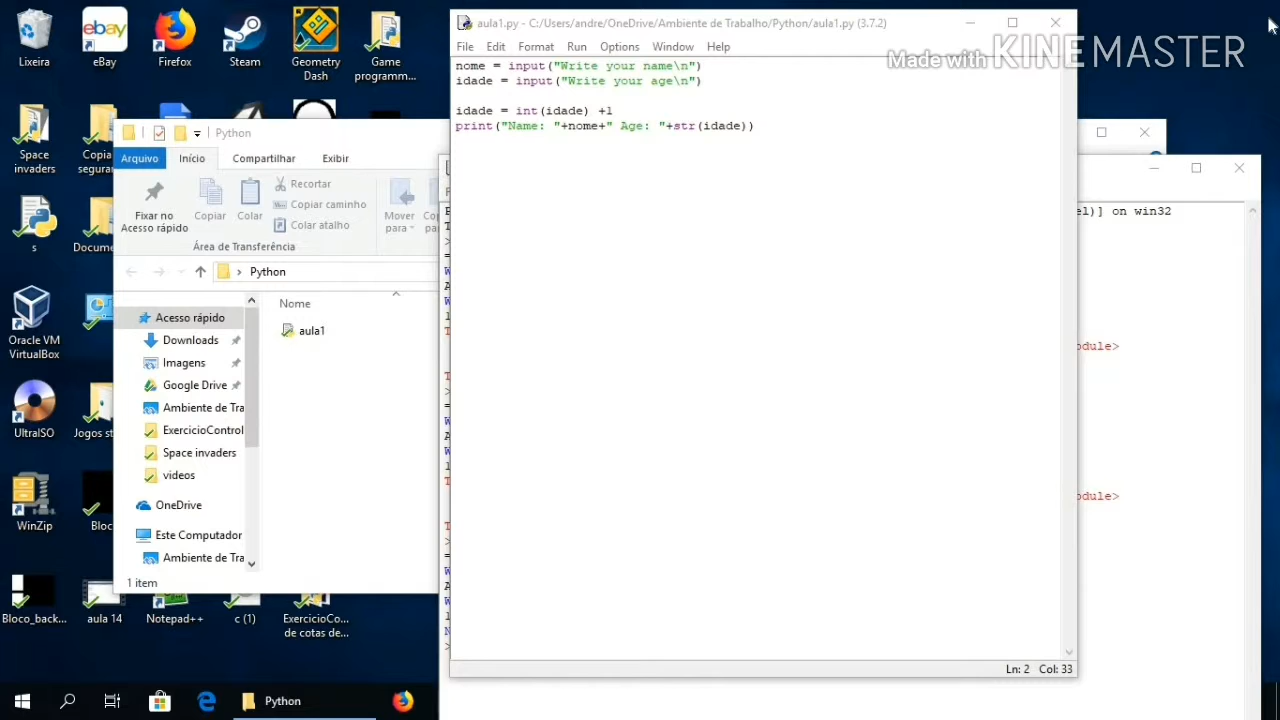 Lixeira
eBay
Firefox
Steam
Geometry
Dash
Game
programm...
Space
invaders
Copia
seguran
s
Docume
Oracle VM
VirtualBox
UltraISO
Jogos st
WinZip
Bloc
Bloco_back...
aula 14
Notepad++
c (1)
ExercicioCo...
de cotas de...
Python
Arquivo
Início
Compartilhar
Exibir
Fixar no
Acesso rápido
Copiar
Colar
Recortar
Copiar caminho
Colar atalho
Mover
para
Área de Transferência
Python
Nome
aula1
Acesso rápido
Downloads
Imagens
Google Drive
Ambiente de Tra
ExercicioControl
Space invaders
videos
OneDrive
Este Computador
Ambiente de Tra
1 item
aula1.py - C:/Users/andre/OneDrive/Ambiente de Trabalho/Python/aula1.py (3.7.2)
File Edit Format Run Options Window Help
Made with KINEMASTER
nome = input("Write your name\n")
idade = input("Write your age\n")
idade = int(idade) +1
print("Name: "+nome+" Age: "+str(idade))
Ln: 2 Col: 33
el)] on win32
odule>
odule>
Python